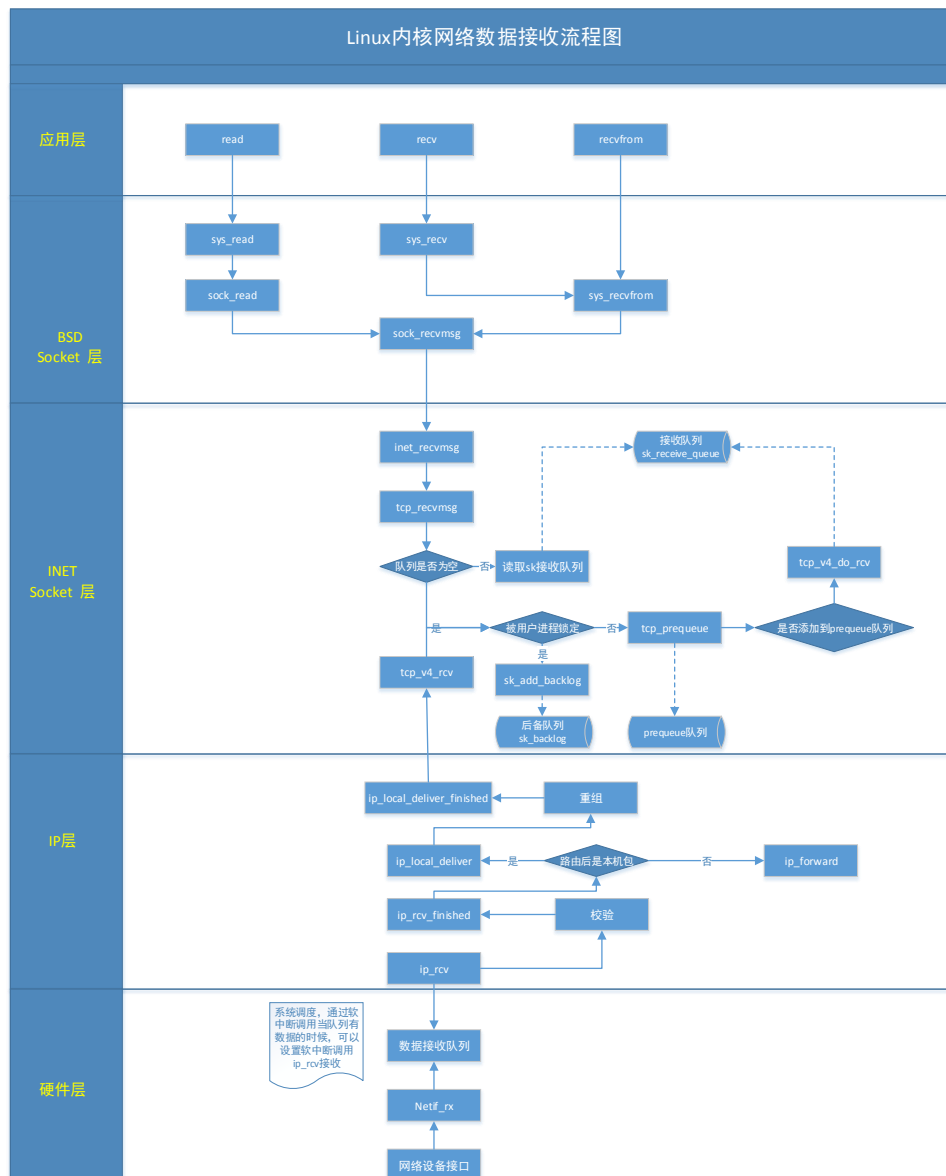 Linux内核网络数据接收流程图
应用层
read
recv
recvfrom
BSD
Socket 层
sys_read
sys_recv
sock_read
sys_recvfrom
sock_recvmsg
INET
Socket 层
inet_recvmsg
接收队列
sk_receive_queue
tcp_recvmsg
队列是否为空
否
读取sk接收队列
tcp_v4_do_rcv
是
被用户进程锁定
否
tcp_prequeue
是否添加到prequeue队列
是
tcp_v4_rcv
sk_add_backlog
后备队列
sk_backlog
prequeue队列
IP层
ip_local_deliver_finished
重组
ip_local_deliver
是
路由后是本机包
否
ip_forward
ip_rcv_finished
校验
ip_rcv
硬件层
系统调度，通过软
中断调用当队列有
数据的时候，可以
设置软中断调用
ip_rcv接收
数据接收队列
Netif_rx
网络设备接口